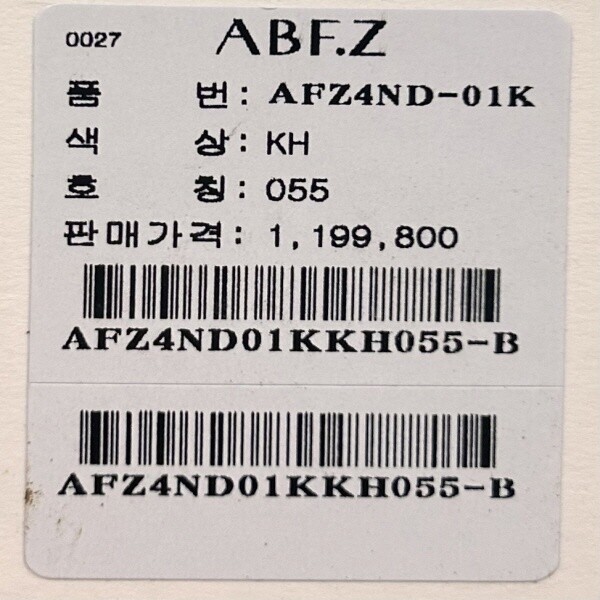 0027 ABF.Z
품 번: AFZ4ND-01K
색 상: KH
호 칭: 055
판매가격: 1,199,800
AFZ4ND01KKH055-B
AFZ4ND01KKH055-B